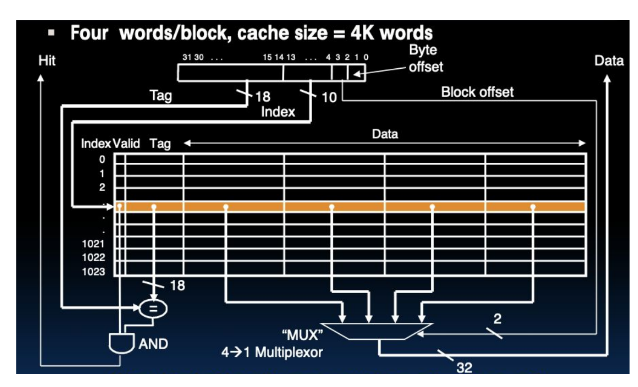 ▪ Four words/block, cache size = 4K words
Hit
31 30 ... 15 14 13 ... 4 3 2 1 0
Byte
offset
Data
Tag
18
Index
10
Block offset
Index Valid Tag
Data
0
1
2
.
.
.
1021
1022
1023
18
=
AND
"MUX"
4→1 Multiplexor
2
32